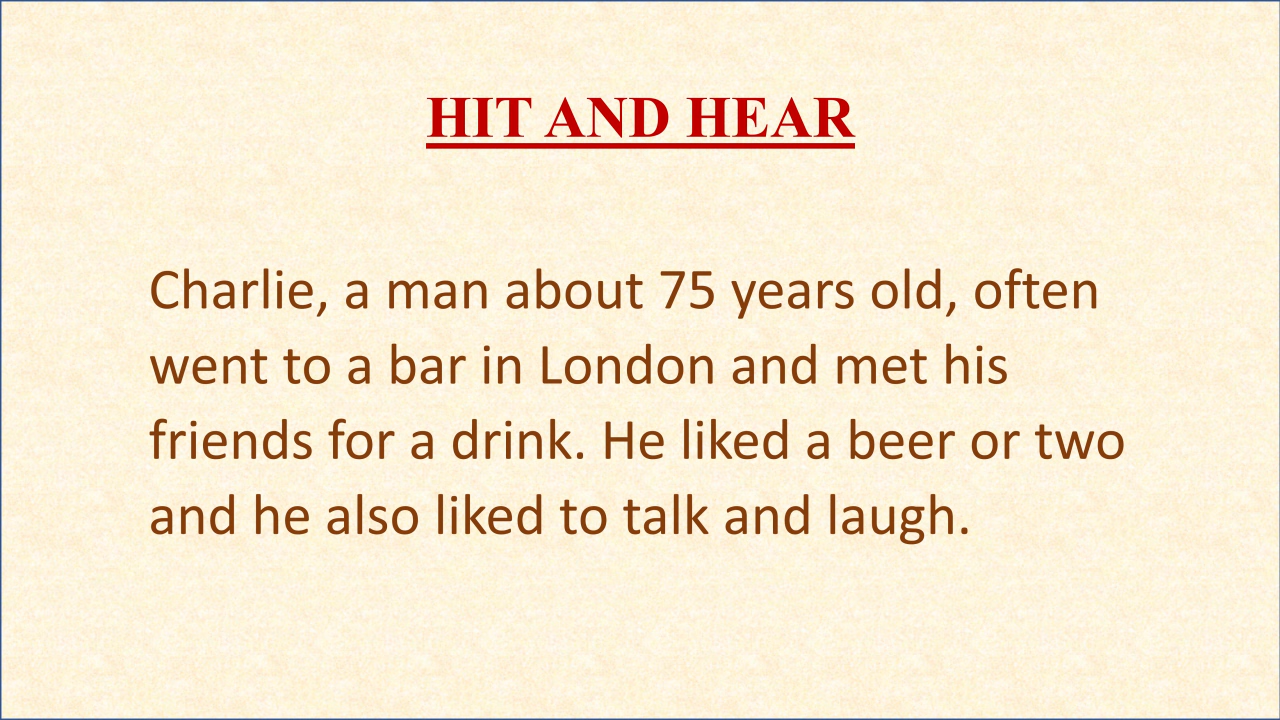 HIT AND HEAR
Charlie, a man about 75 years old, often
went to a bar in London and met his
friends for a drink. He liked a beer or two
and he also liked to talk and laugh.